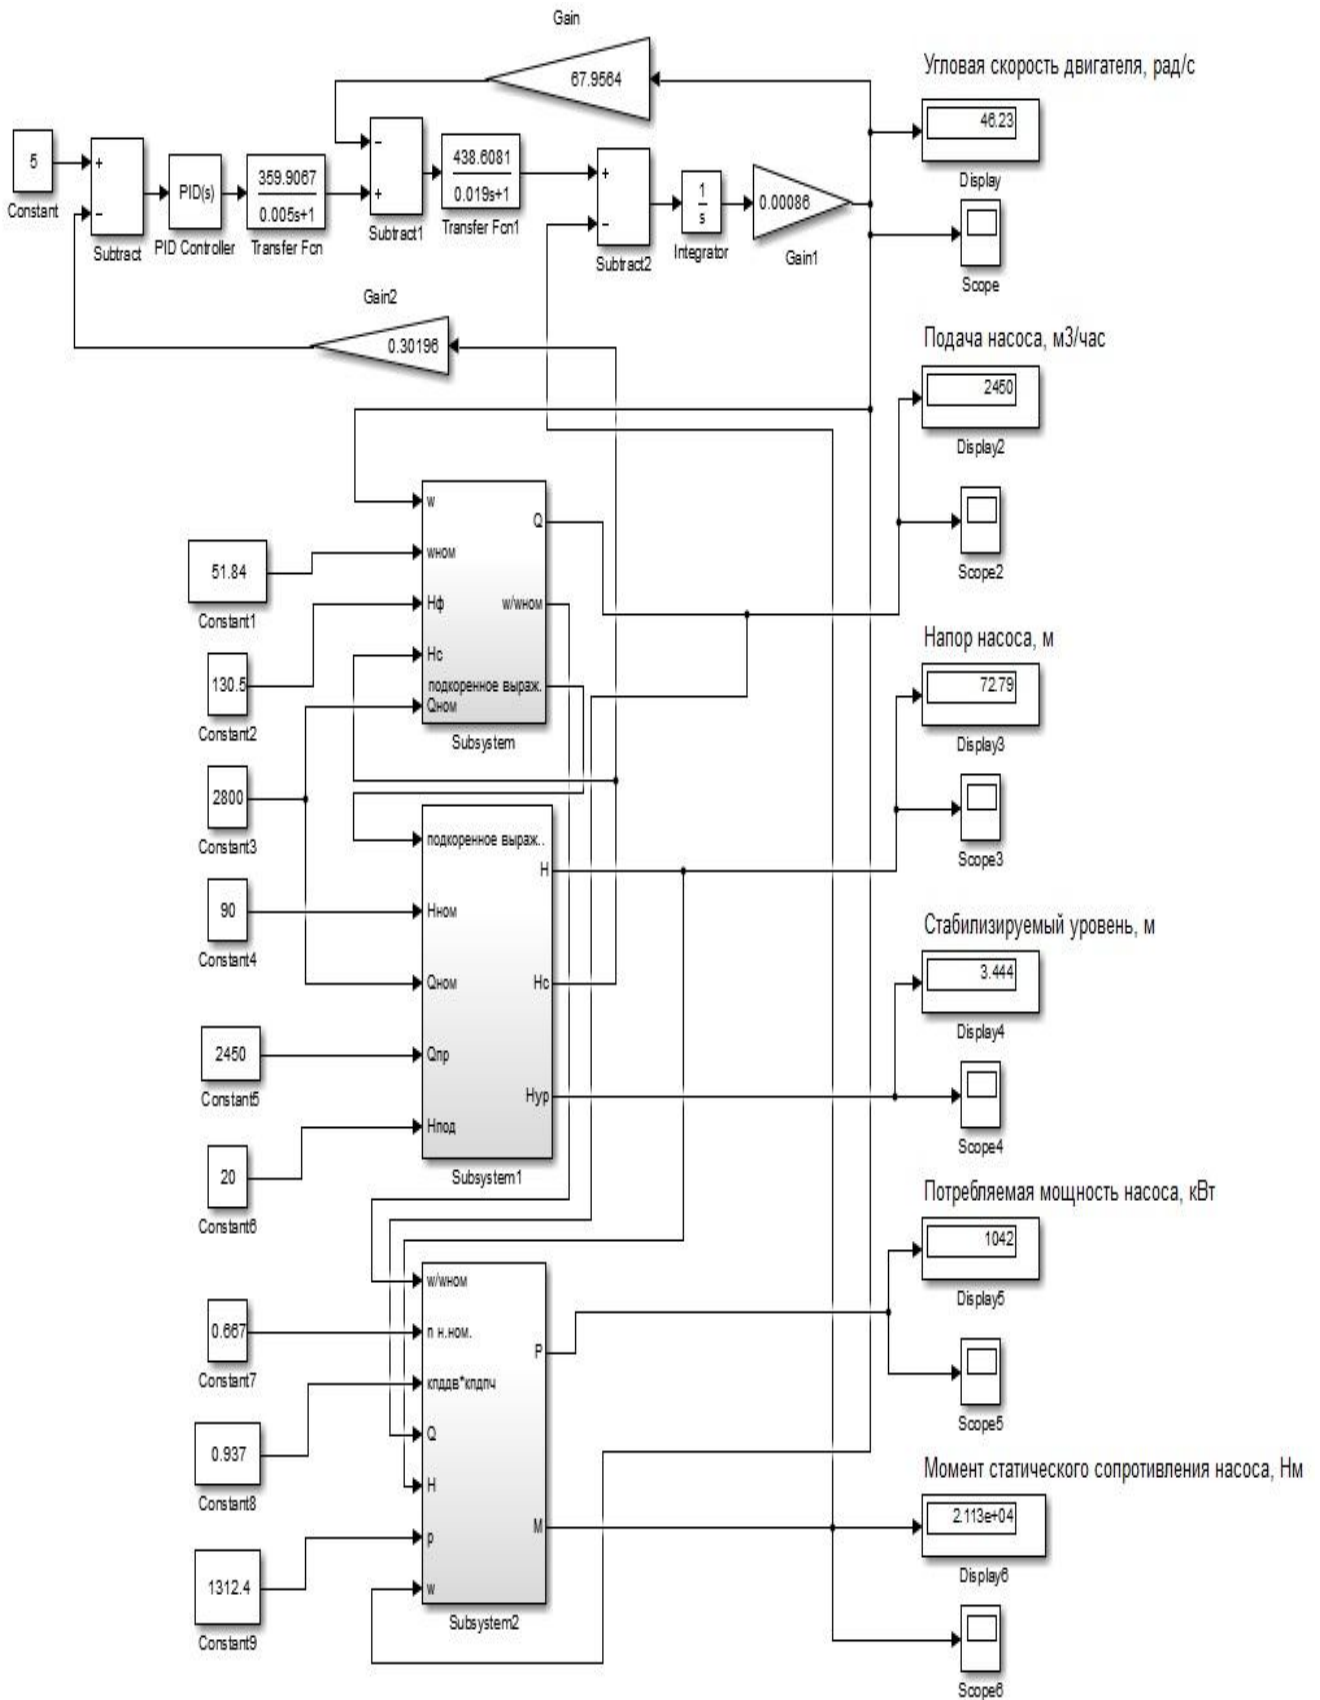 Gain
67.9564
Угловая скорость двигателя, рад/с
46.23
Display
5
Constant
+
−
Subtract
PID(s)
PID Controller
359.9067
0.005s+1
Transfer Fcn
−
+
Subtract1
438.6081
0.019s+1
Transfer Fcn1
+
−
Subtract2
1
s
Integrator
0.00086
Gain1
Scope
Gain2
0.30196
Подача насоса, м3/час
2450
Display2
Scope2
w
wном
Hф
Hс
Qном
Q
w/wном
подкоренное выраж.
Subsystem
51.84
Constant1
130.5
Constant2
2800
Constant3
90
Constant4
2450
Constant5
20
Constant6
Напор насоса, м
72.79
Display3
Scope3
подкоренное выраж..
Hном
Qном
Qпр
Hпод
H
Hс
Hур
Subsystem1
Стабилизируемый уровень, м
3.444
Display4
Scope4
Потребляемая мощность насоса, кВт
1042
Display5
Scope5
0.667
Constant7
0.937
Constant8
1312.4
Constant9
w/wном
n н.ном.
кпддв*кпдпч
Q
H
p
w
P
M
Subsystem2
Момент статического сопротивления насоса, Нм
2.113e+04
Display6
Scope6